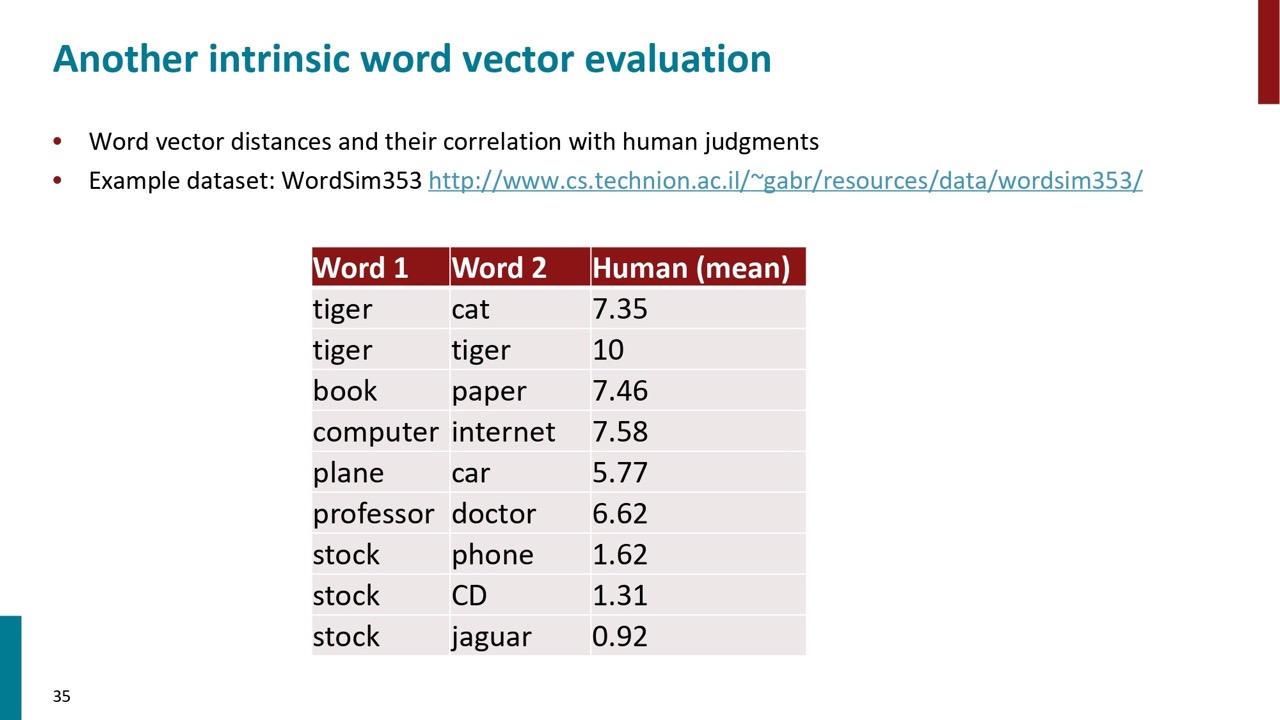 Another intrinsic word vector evaluation
• Word vector distances and their correlation with human judgments
• Example dataset: WordSim353 http://www.cs.technion.ac.il/~gabr/resources/data/wordsim353/
Word 1 Word 2 Human (mean)
tiger cat 7.35
tiger tiger 10
book paper 7.46
computer internet 7.58
plane car 5.77
professor doctor 6.62
stock phone 1.62
stock CD 1.31
stock jaguar 0.92
35